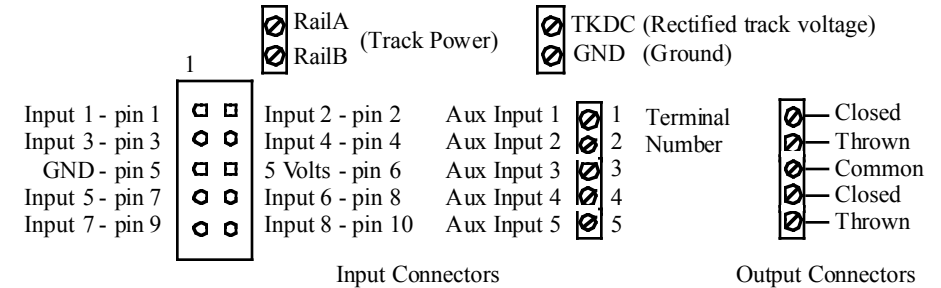 RailA
RailB
(Track Power)
TKDC (Rectified track voltage)
GND (Ground)
1
Input 1 - pin 1
Input 2 - pin 2
Input 3 - pin 3
Input 4 - pin 4
GND - pin 5
5 Volts - pin 6
Input 5 - pin 7
Input 6 - pin 8
Input 7 - pin 9
Input 8 - pin 10
Aux Input 1
1
Aux Input 2
2
Aux Input 3
3
Aux Input 4
4
Aux Input 5
5
Terminal
Number
Closed
Thrown
Common
Closed
Thrown
Input Connectors
Output Connectors